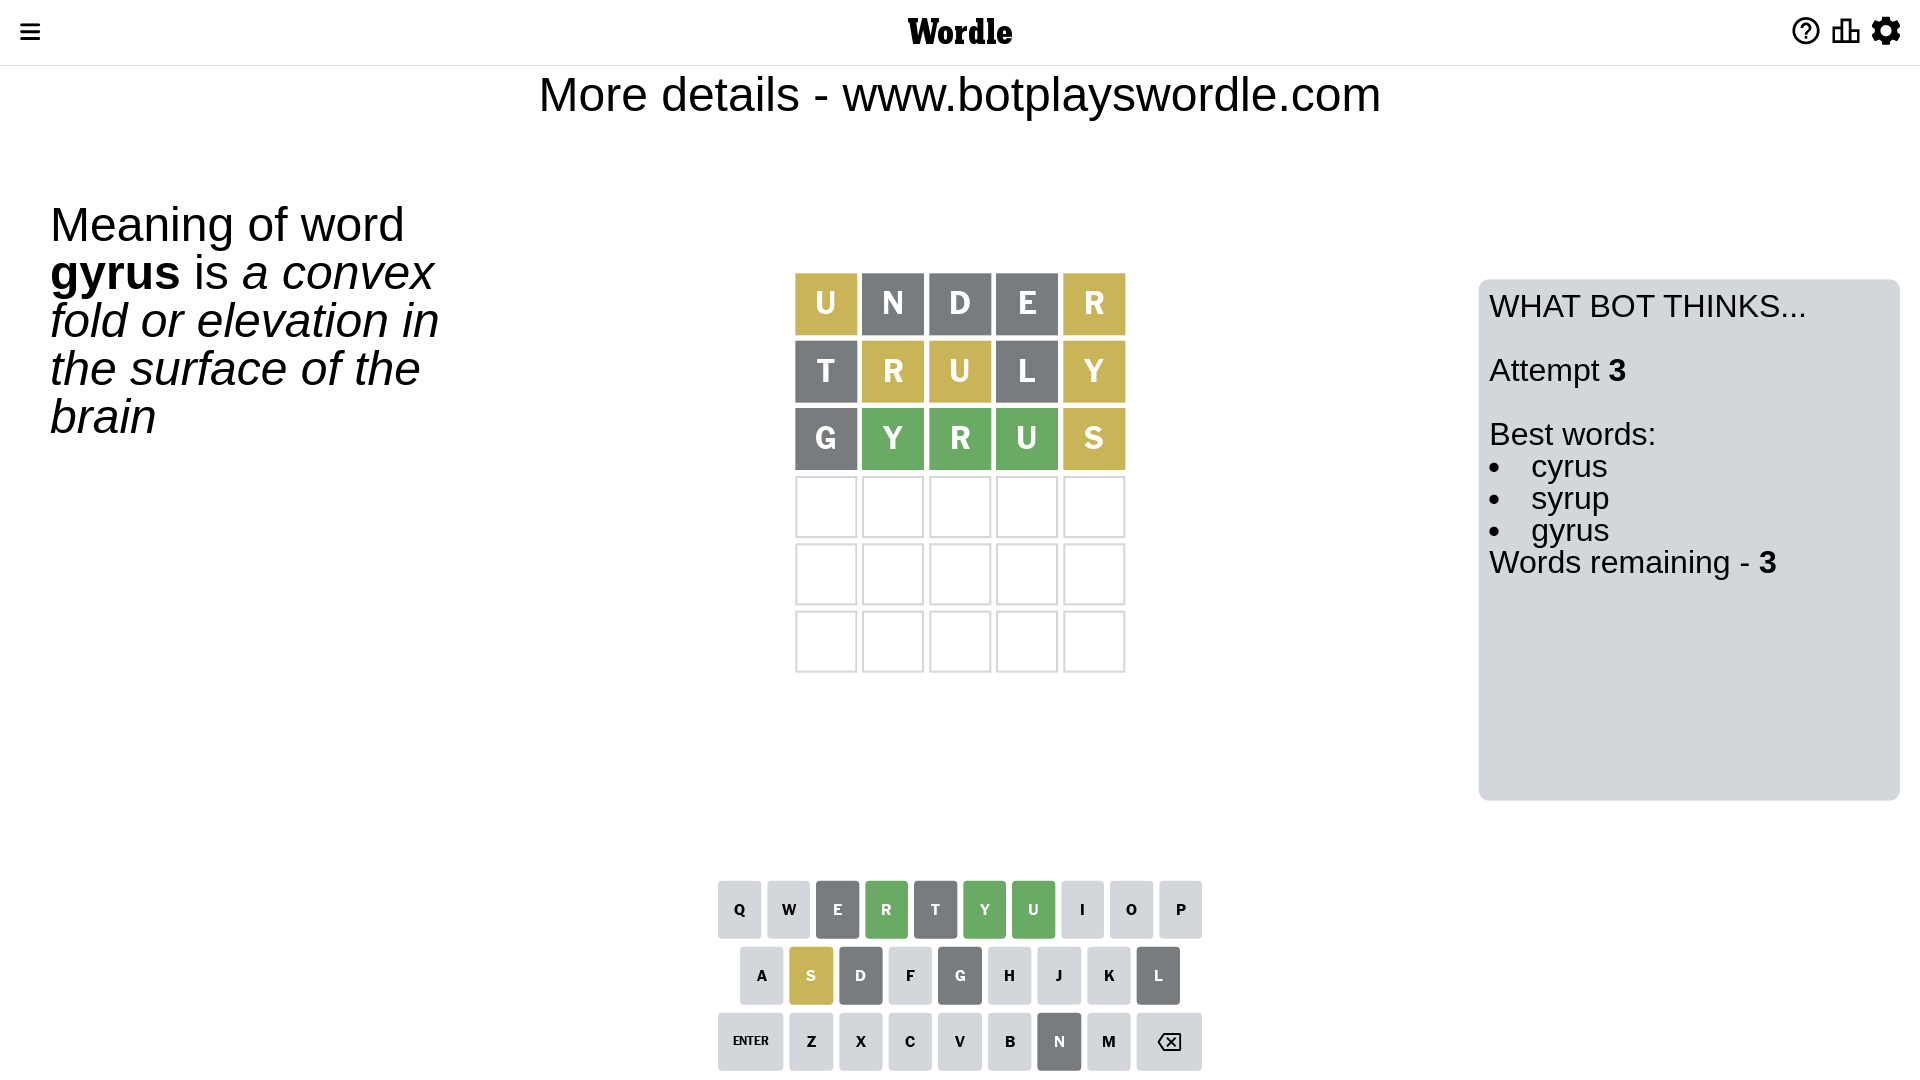 Wordle
More details - www.botplayswordle.com
Meaning of word
gyrus is a convex
fold or elevation in
the surface of the
brain
U N D E R
T R U L Y
G Y R U S
WHAT BOT THINKS...
Attempt 3
Best words:
• cyrus
• syrup
• gyrus
Words remaining - 3
Q W E R T Y U I O P
A S D F G H J K L
ENTER Z X C V B N M